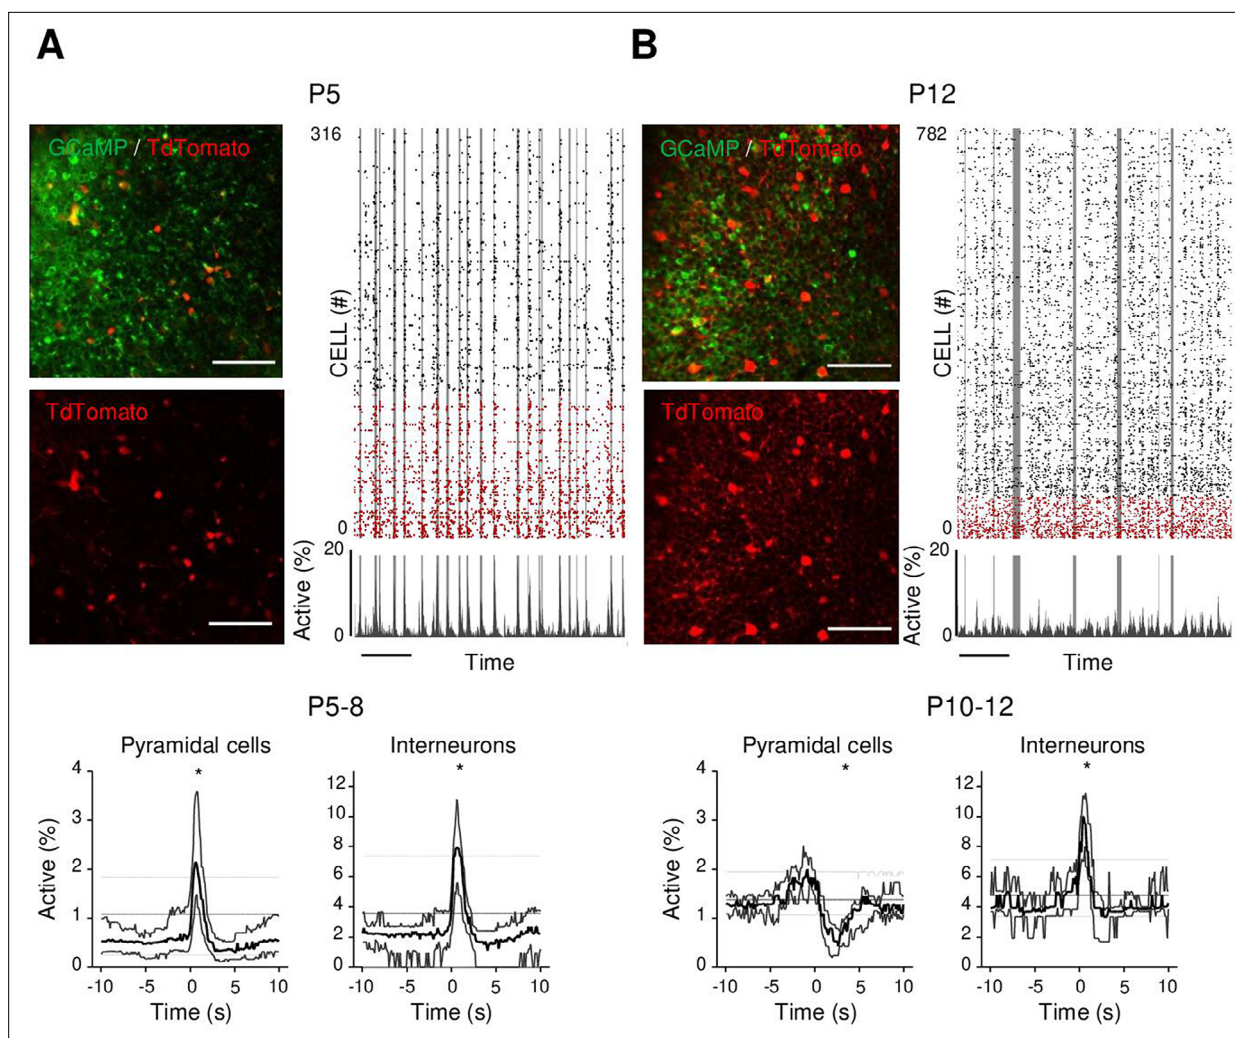 A
B
P5
GCaMP / TdTomato
TdTomato
316
CELL (#)
0
20
Active (%)
0
Time
P12
GCaMP / TdTomato
TdTomato
782
CELL (#)
0
20
Active (%)
0
Time
P5-8
Pyramidal cells
*
4
3
2
1
0
Active (%)
-10 -5 0 5 10
Time (s)
Interneurons
*
12
10
8
6
4
2
0
-10 -5 0 5 10
Time (s)
P10-12
Pyramidal cells
*
4
3
2
1
0
Active (%)
-10 -5 0 5 10
Time (s)
Interneurons
*
12
10
8
6
4
2
0
-10 -5 0 5 10
Time (s)